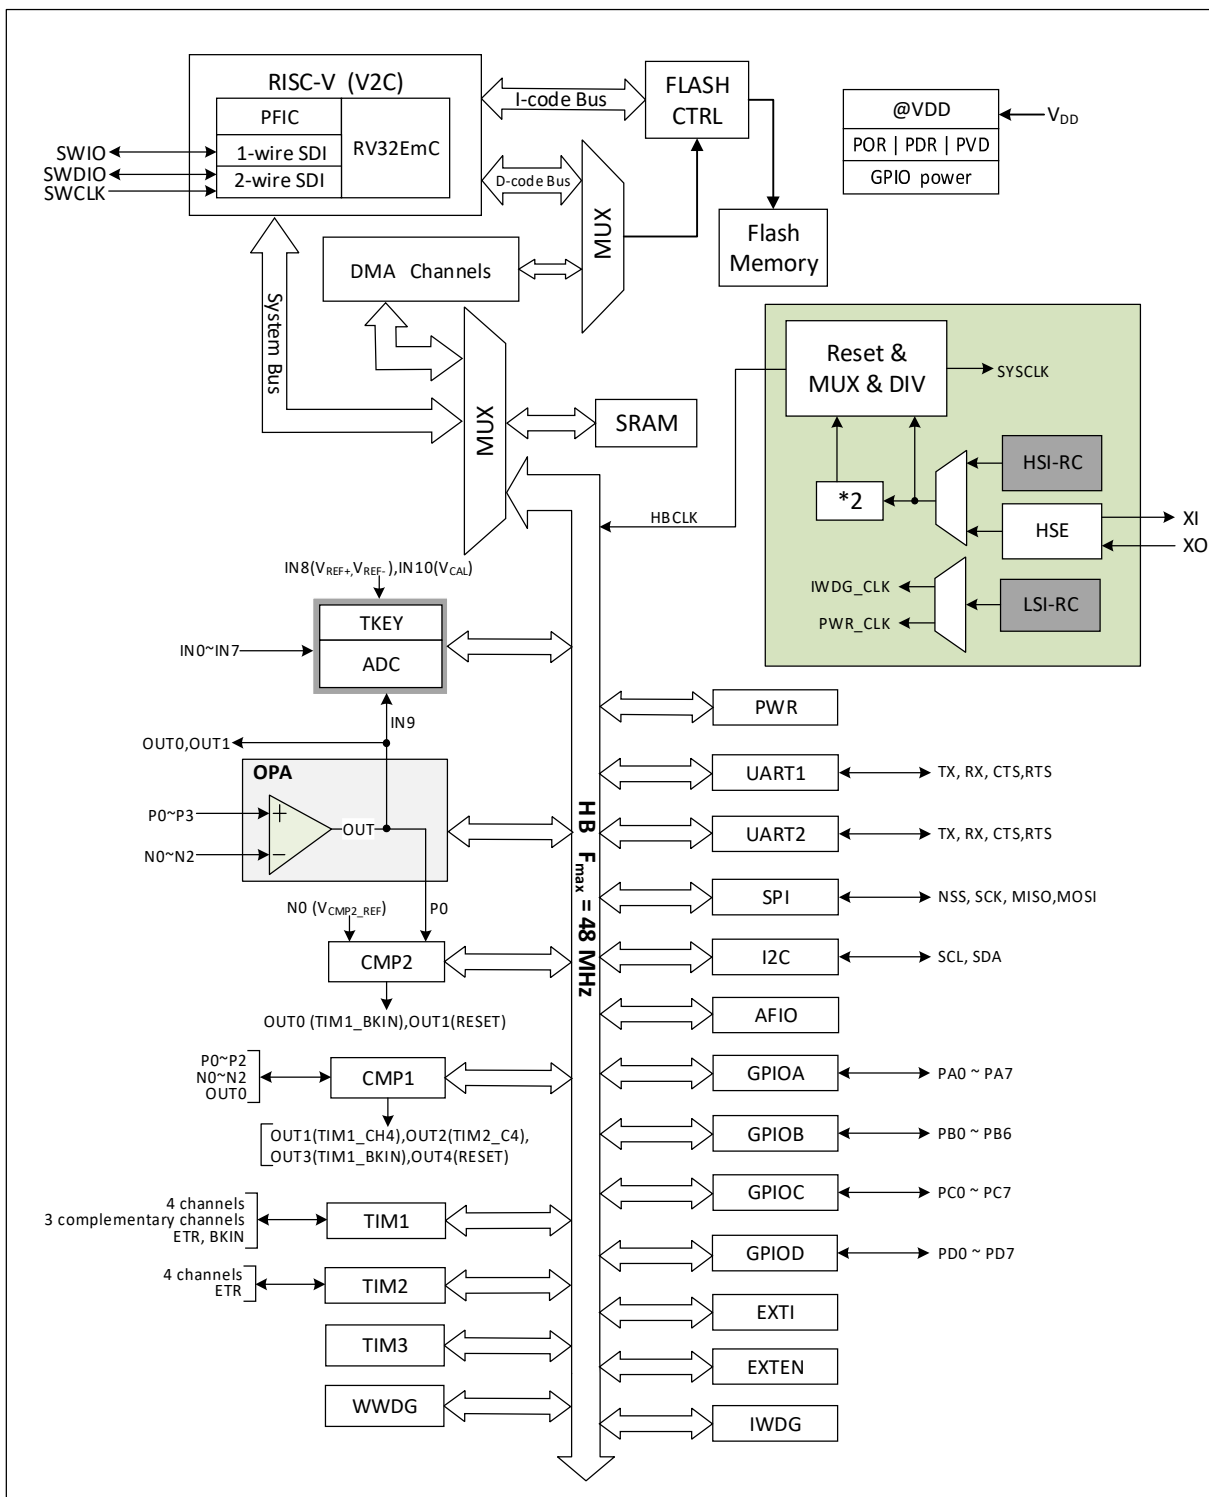 RISC-V (V2C)
PFIC
1-wire SDI
2-wire SDI
RV32EmC
SWIO
SWDIO
SWCLK
I-code Bus
D-code Bus
FLASH
CTRL
Flash
Memory
@VDD
POR | PDR | PVD
GPIO power
VDD
MUX
DMA Channels
System Bus
MUX
SRAM
Reset &
MUX & DIV
SYSCLK
HSI-RC
*2
HBCLK
HSE
XI
XO
IWDG_CLK
PWR_CLK
LSI-RC
IN8(VREF+,VREF-),IN10(VCAL)
TKEY
ADC
IN0~IN7
IN9
OUT0,OUT1
OPA
P0~P3
+
OUT
N0~N2
−
N0 (VCMP2_REF)
P0
CMP2
OUT0 (TIM1_BKIN),OUT1(RESET)
P0~P2
N0~N2
OUT0
CMP1
OUT1(TIM1_CH4),OUT2(TIM2_C4),
OUT3(TIM1_BKIN),OUT4(RESET)
4 channels
3 complementary channels
ETR, BKIN
TIM1
4 channels
ETR
TIM2
TIM3
WWDG
HB Fmax = 48 MHz
PWR
UART1
TX, RX, CTS,RTS
UART2
TX, RX, CTS,RTS
SPI
NSS, SCK, MISO,MOSI
I2C
SCL, SDA
AFIO
GPIOA
PA0 ~ PA7
GPIOB
PB0 ~ PB6
GPIOC
PC0 ~ PC7
GPIOD
PD0 ~ PD7
EXTI
EXTEN
IWDG